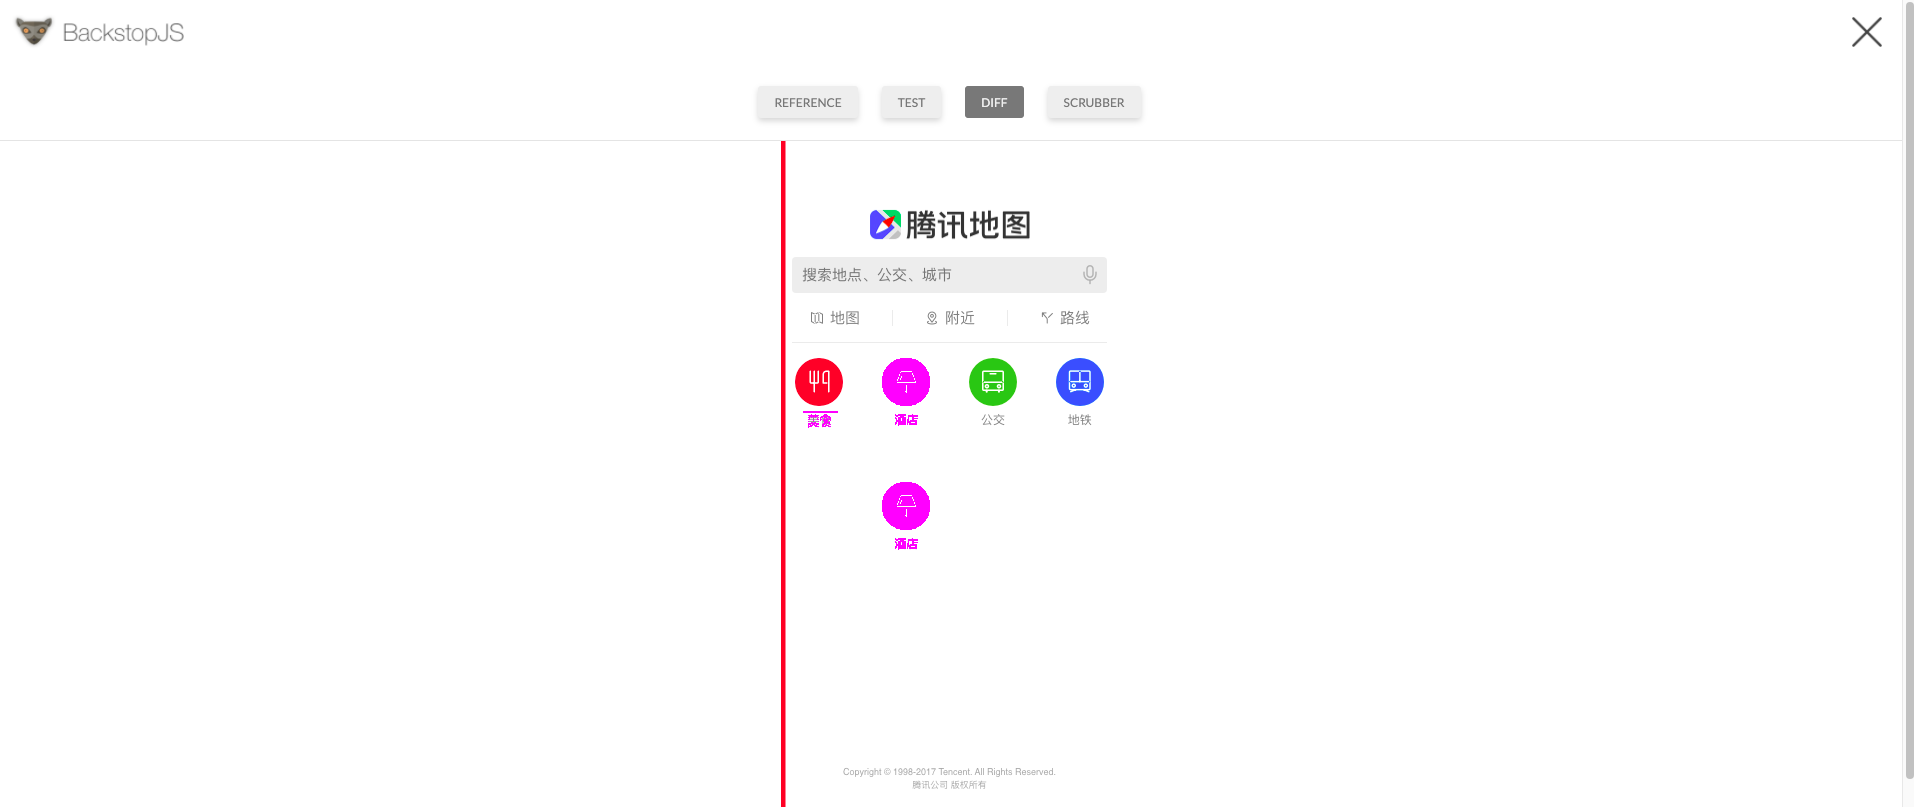 BackstopJS
REFERENCE TEST DIFF SCRUBBER
腾讯地图
搜索地点、公交、城市
地图 附近 路线
美食 酒店 公交 地铁
酒店
Copyright © 1998-2017 Tencent. All Rights Reserved.
腾讯公司 版权所有